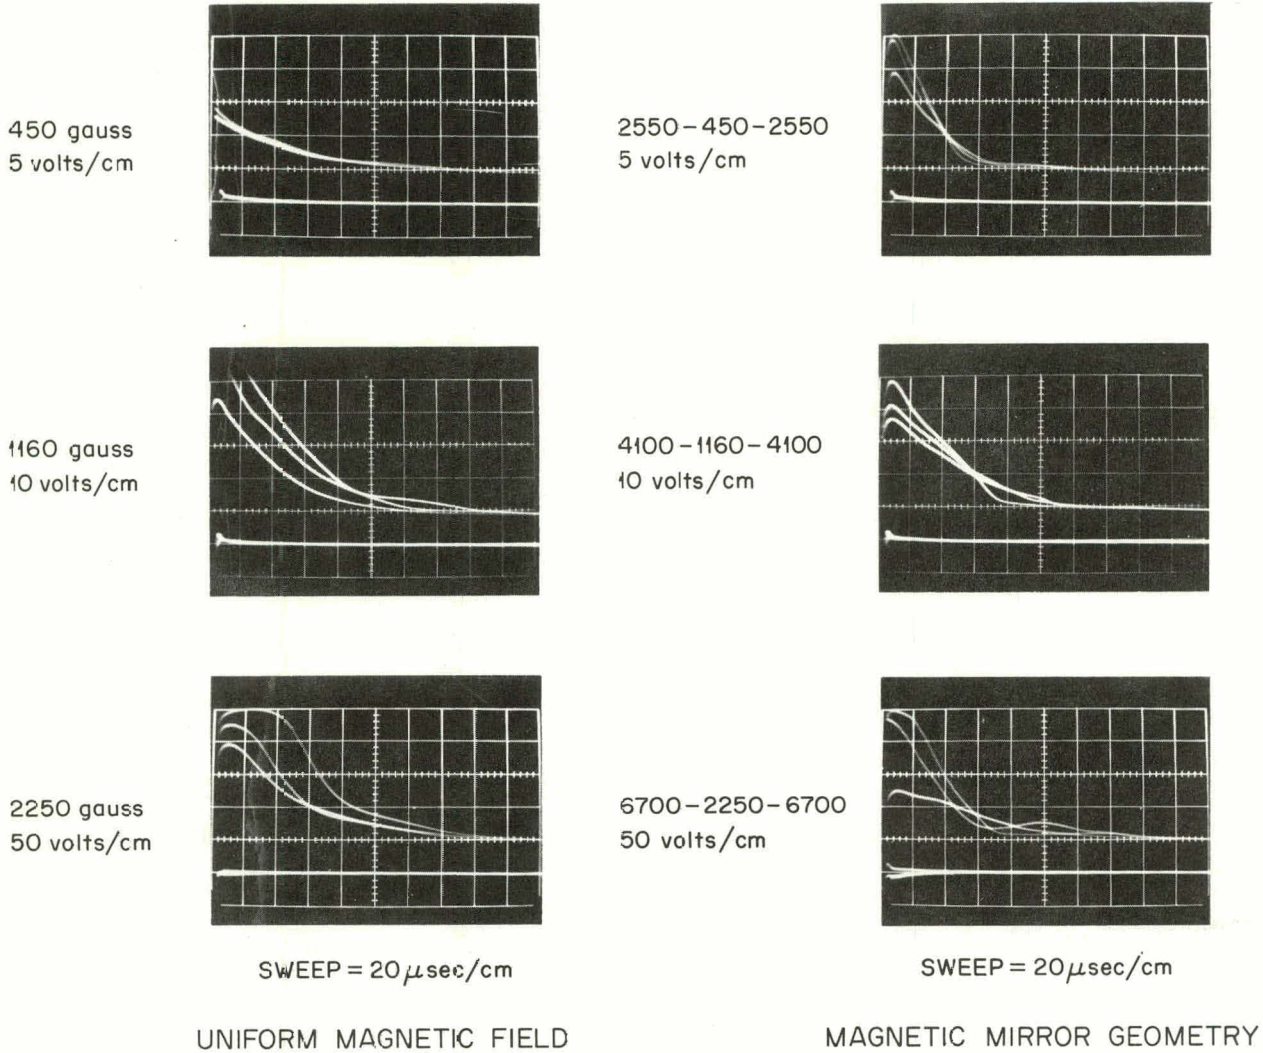 450 gauss
5 volts/cm
2550-450-2550
5 volts/cm
1160 gauss
10 volts/cm
4100-1160-4100
10 volts/cm
2250 gauss
50 volts/cm
6700-2250-6700
50 volts/cm
SWEEP = 20 μsec/cm
SWEEP = 20 μsec/cm
UNIFORM MAGNETIC FIELD
MAGNETIC MIRROR GEOMETRY